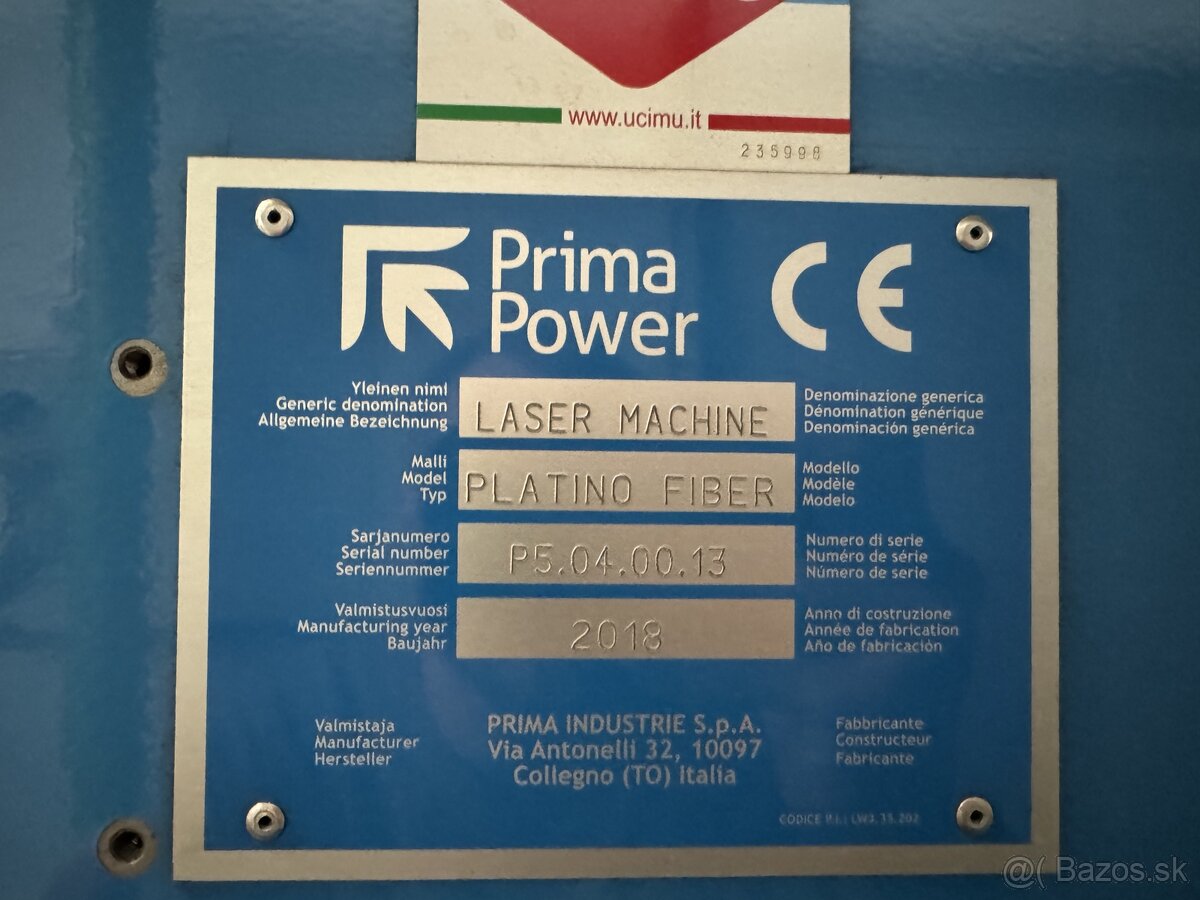 www.ucimu.it
235998
Prima
Power
CE
Yleinen nimi
Generic denomination
Allgemeine Bezeichnung
LASER MACHINE
Denominazione generica
Dénomination générique
Denominación genérica
Malli
Model
Typ
PLATINO FIBER
Modello
Modèle
Modelo
Sarjanumero
Serial number
Seriennummer
P5.04.00.13
Numero di serie
Numéro de série
Número de serie
Valmistusvuosi
Manufacturing year
Baujahr
2018
Anno di costruzione
Année de fabrication
Año de fabricación
Valmistaja
Manufacturer
Hersteller
PRIMA INDUSTRIE S.p.A.
Via Antonelli 32, 10097
Collegno (TO) Italia
Fabbricante
Constructeur
Fabricante
CODICE
@( Bazos.sk